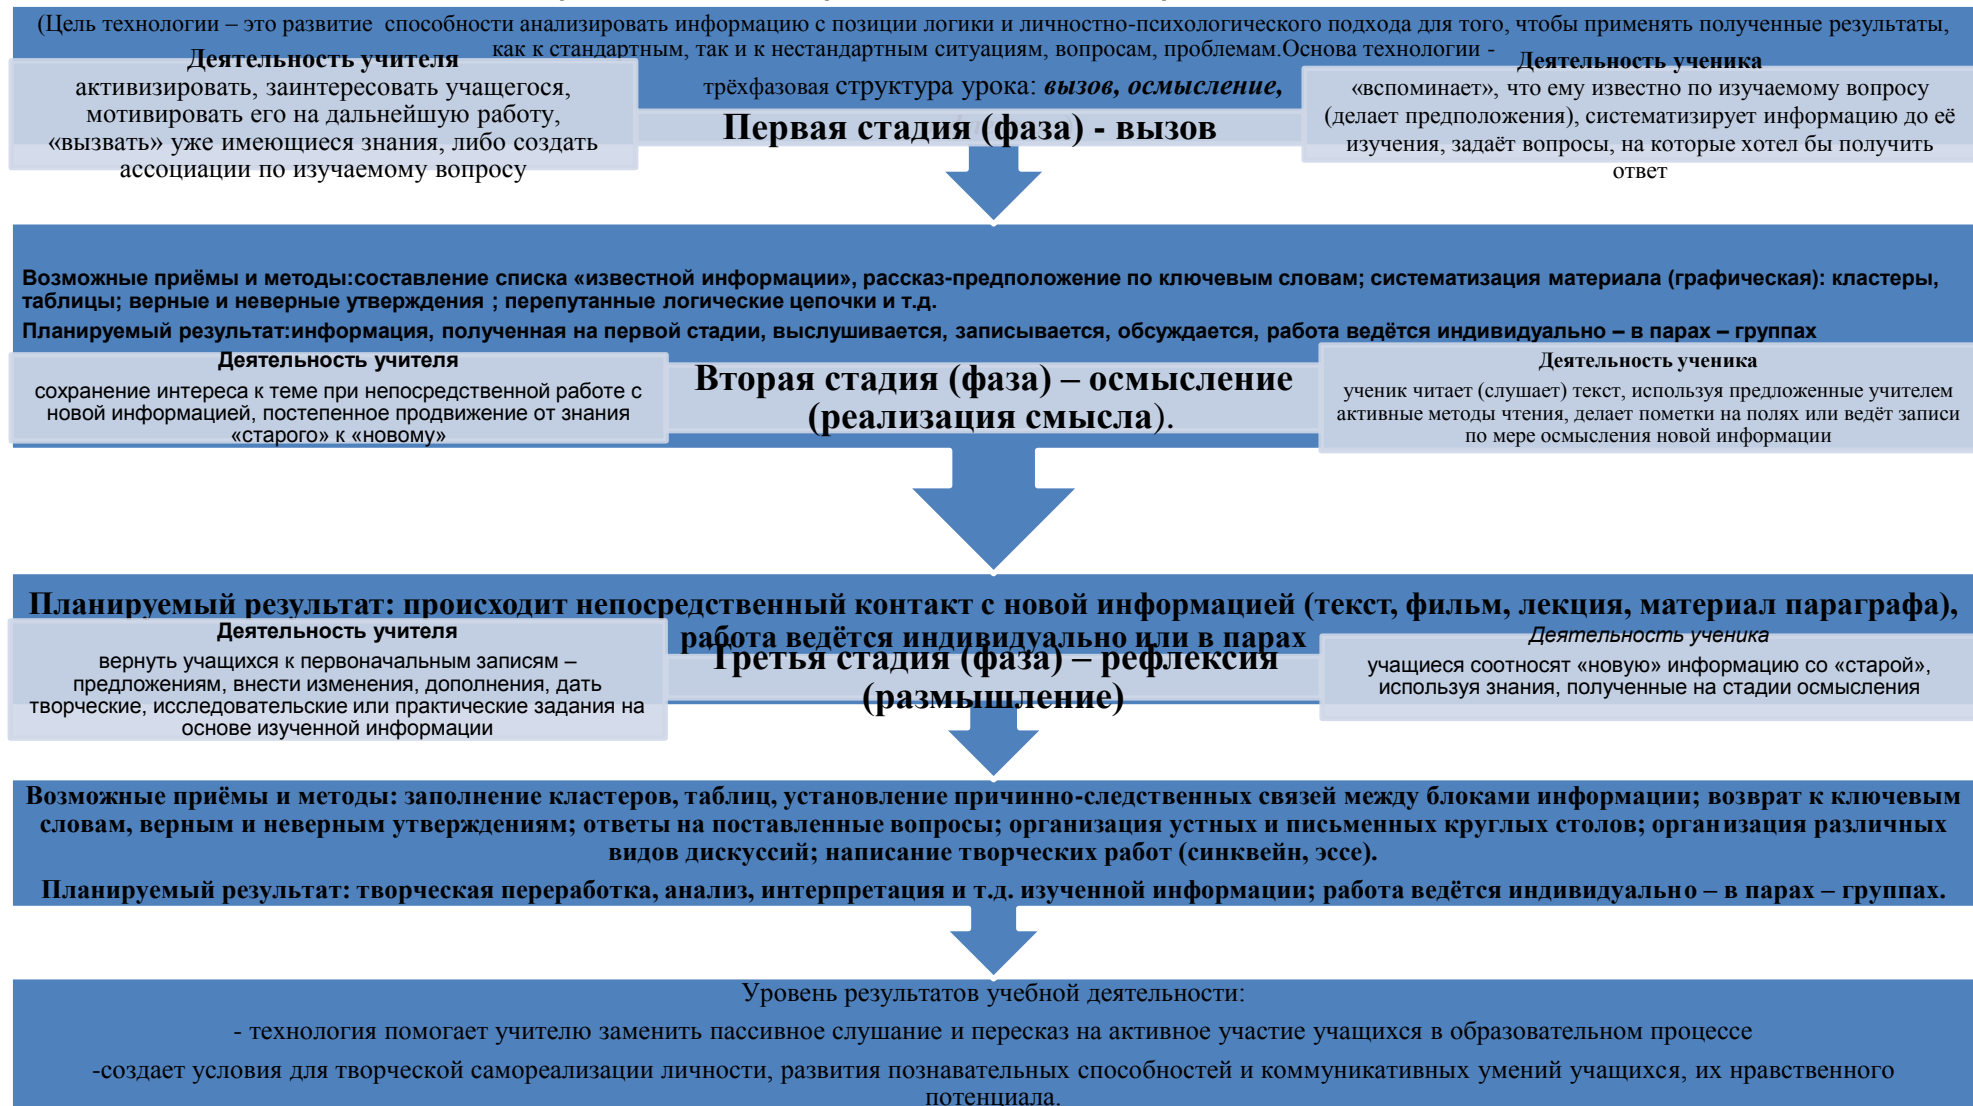 (Цель технологии – это развитие способности анализировать информацию с позиции логики и личностно-психологического подхода для того, чтобы применять полученные результаты,
как к стандартным, так и к нестандартным ситуациям, вопросам, проблемам.Основа технологии -
трёхфазовая структура урока: вызов, осмысление,
Деятельность учителя
активизировать, заинтересовать учащегося,
мотивировать его на дальнейшую работу,
«вызвать» уже имеющиеся знания, либо создать
ассоциации по изучаемому вопросу
Первая стадия (фаза) - вызов
Деятельность ученика
«вспоминает», что ему известно по изучаемому вопросу
(делает предположения), систематизирует информацию до её
изучения, задаёт вопросы, на которые хотел бы получить
ответ
Возможные приёмы и методы:составление списка «известной информации», рассказ-предположение по ключевым словам; систематизация материала (графическая): кластеры,
таблицы; верные и неверные утверждения ; перепутанные логические цепочки и т.д.
Планируемый результат:информация, полученная на первой стадии, выслушивается, записывается, обсуждается, работа ведётся индивидуально – в парах – группах
Деятельность учителя
сохранение интереса к теме при непосредственной работе с
новой информацией, постепенное продвижение от знания
«старого» к «новому»
Вторая стадия (фаза) – осмысление
(реализация смысла).
Деятельность ученика
ученик читает (слушает) текст, используя предложенные учителем
активные методы чтения, делает пометки на полях или ведёт записи
по мере осмысления новой информации
Планируемый результат: происходит непосредственный контакт с новой информацией (текст, фильм, лекция, материал параграфа),
работа ведётся индивидуально или в парах
Деятельность учителя
вернуть учащихся к первоначальным записям –
предложениям, внести изменения, дополнения, дать
творческие, исследовательские или практические задания на
основе изученной информации
Третья стадия (фаза) – рефлексия
(размышление)
Деятельность ученика
учащиеся соотносят «новую» информацию со «старой»,
используя знания, полученные на стадии осмысления
Возможные приёмы и методы: заполнение кластеров, таблиц, установление причинно-следственных связей между блоками информации; возврат к ключевым
словам, верным и неверным утверждениям; ответы на поставленные вопросы; организация устных и письменных круглых столов; организация различных
видов дискуссий; написание творческих работ (синквейн, эссе).
Планируемый результат: творческая переработка, анализ, интерпретация и т.д. изученной информации; работа ведётся индивидуально – в парах – группах.
Уровень результатов учебной деятельности:
- технология помогает учителю заменить пассивное слушание и пересказ на активное участие учащихся в образовательном процессе
-создает условия для творческой самореализации личности, развития познавательных способностей и коммуникативных умений учащихся, их нравственного
потенциала.